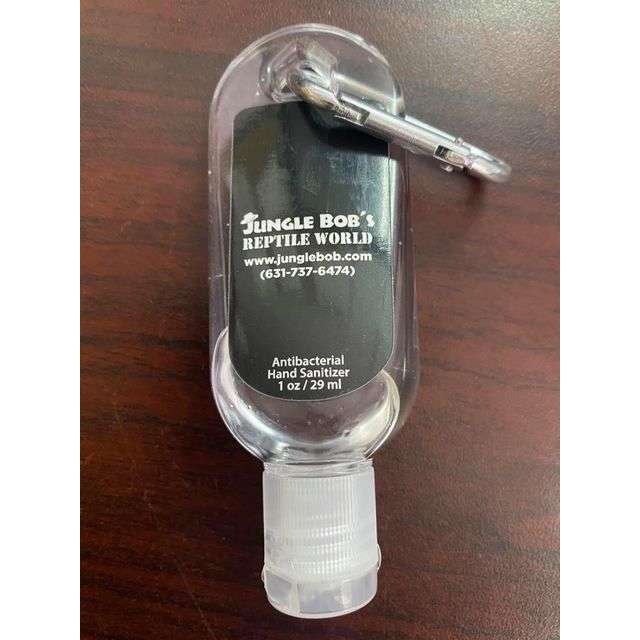 JUNGLE BOB'S
REPTILE WORLD
www.junglebob.com
(631-737-6474)
Antibacterial
Hand Sanitizer
1 oz / 29 ml